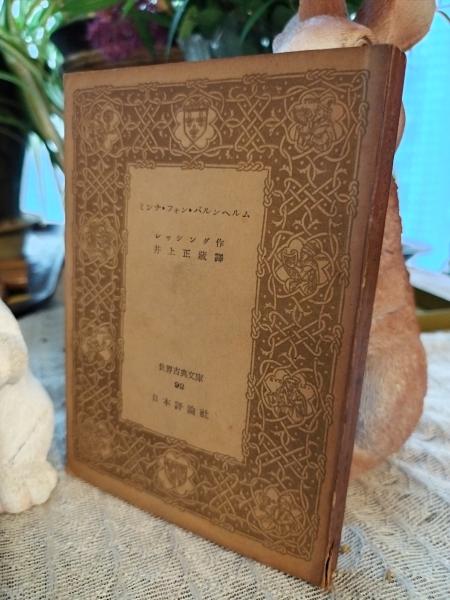 ミンナ・フォン・バルンヘルム
レッシング作
井上正蔵譯
世界古典文庫
92
日本評論社